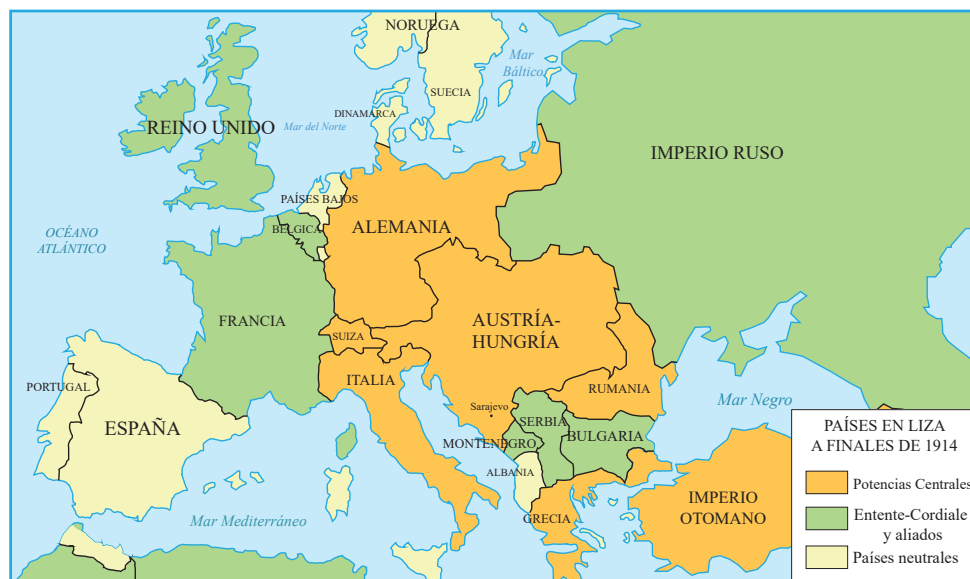 NORUEGA
Mar
Báltico
SUECIA
DINAMARCA
REINO UNIDO
Mar del Norte
IMPERIO RUSO
PAÍSES BAJOS
BELGICA
ALEMANIA
OCÉANO
ATLÁNTICO
FRANCIA
AUSTRÍA-
HUNGRÍA
SUIZA
ITALIA
RUMANIA
PORTUGAL
Sarajevo
Mar Negro
ESPAÑA
SERBIA
BULGARIA
MONTENEGRO
ALBANIA
GRECIA
IMPERIO
OTOMANO
Mar Mediterráneo
PAÍSES EN LIZA
A FINALES DE 1914
Potencias Centrales
Entente-Cordiale
y aliados
Países neutrales